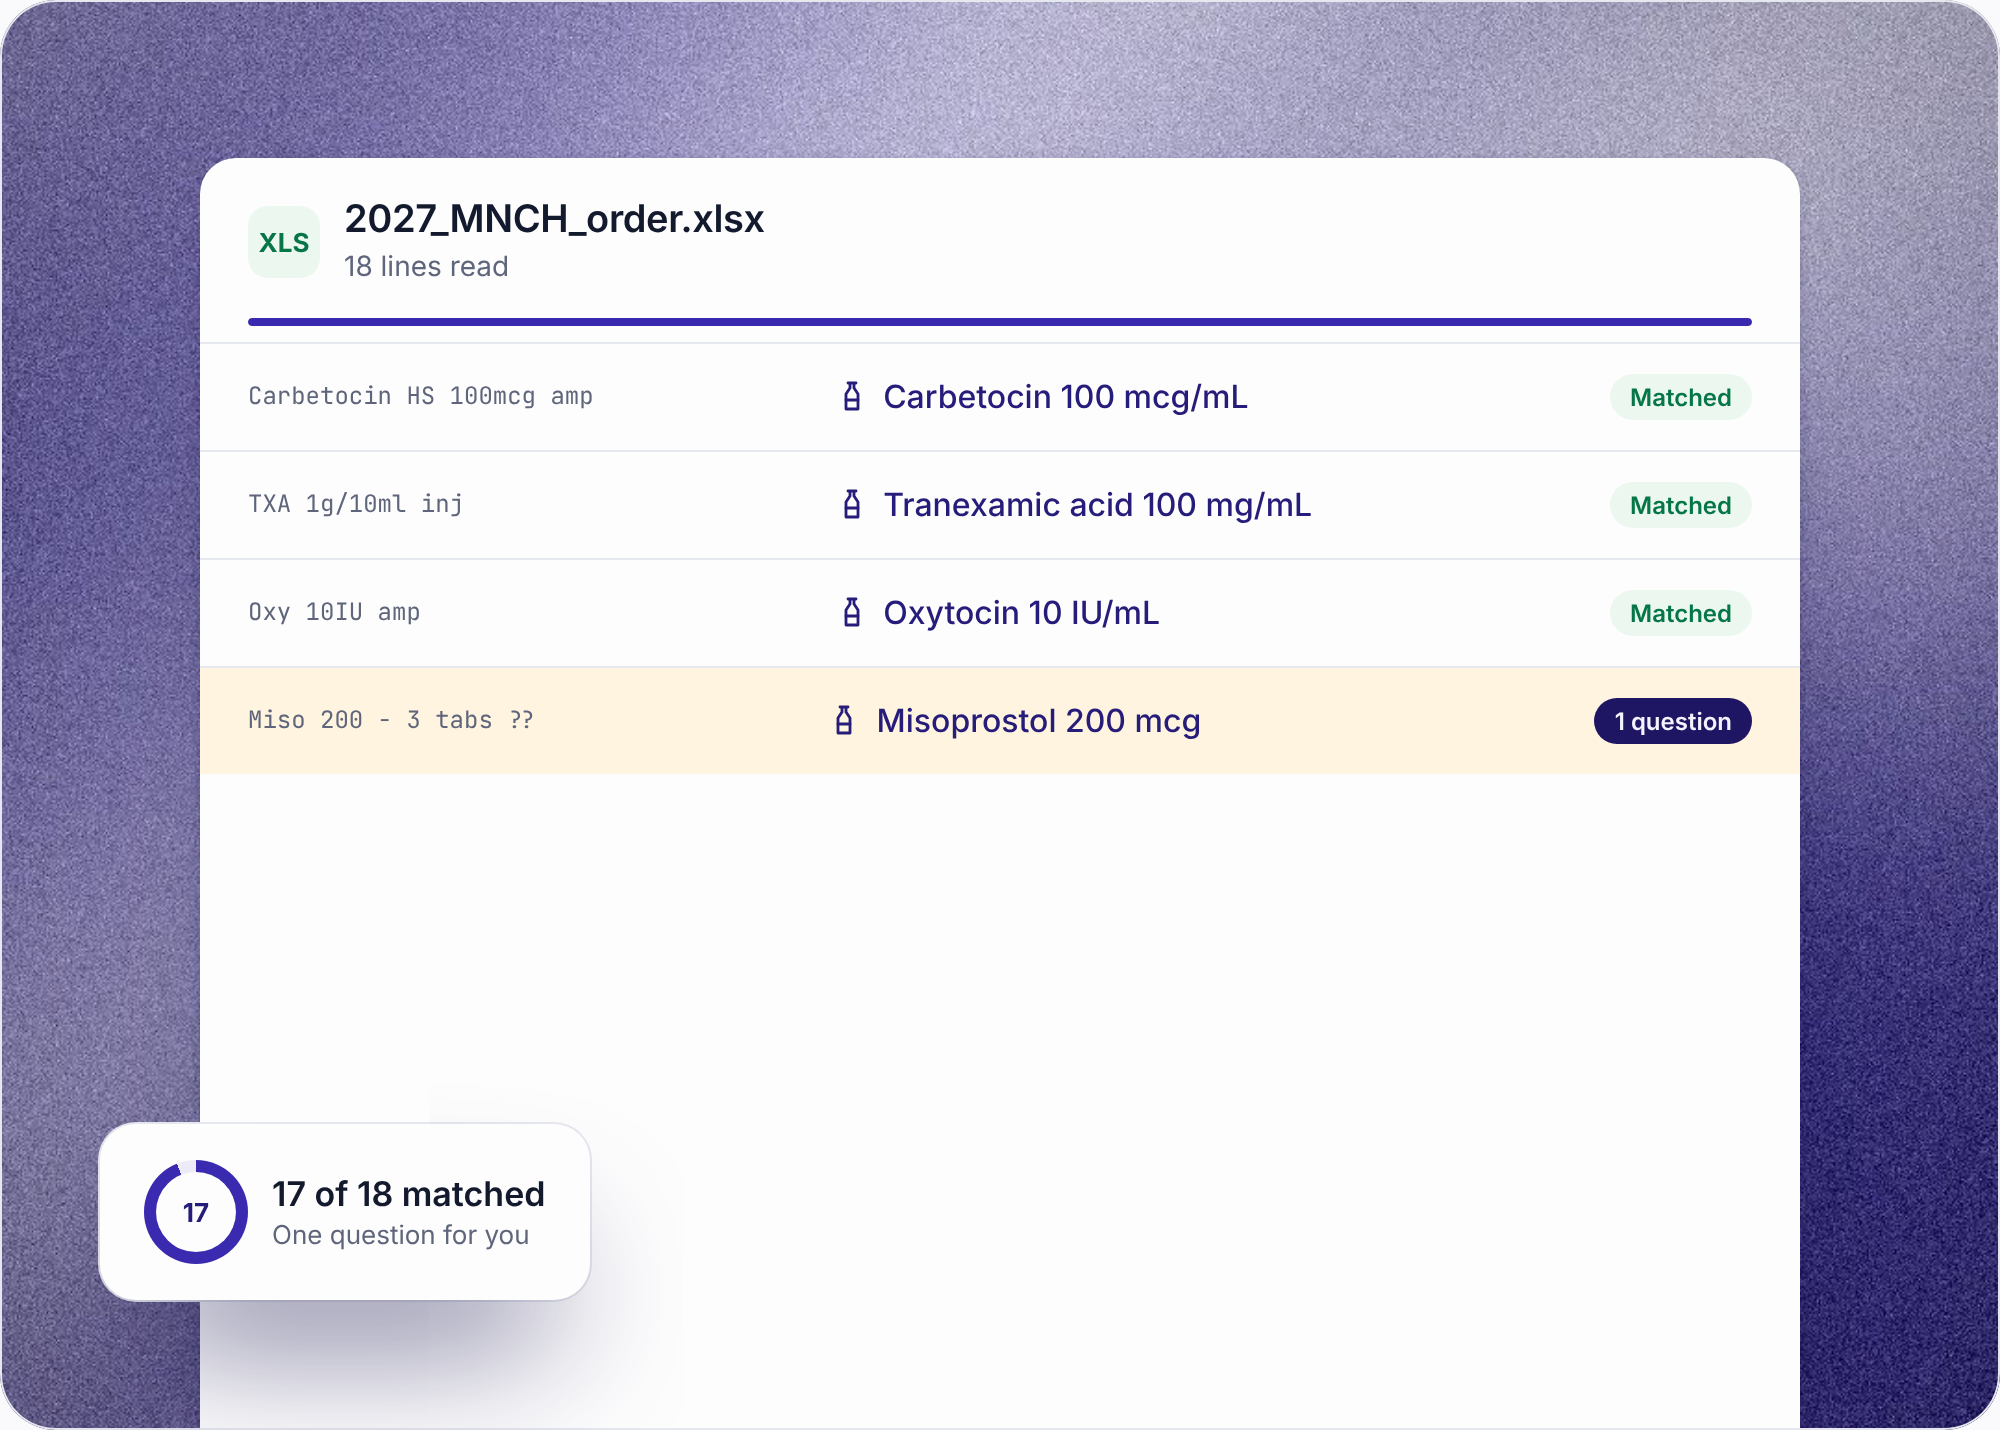 XLS
2027_MNCH_order.xlsx
18 lines read
Carbetocin HS 100mcg amp
Carbetocin 100 mcg/mL
Matched
TXA 1g/10ml inj
Tranexamic acid 100 mg/mL
Matched
Oxy 10IU amp
Oxytocin 10 IU/mL
Matched
Miso 200 - 3 tabs ??
Misoprostol 200 mcg
1 question
17
17 of 18 matched
One question for you